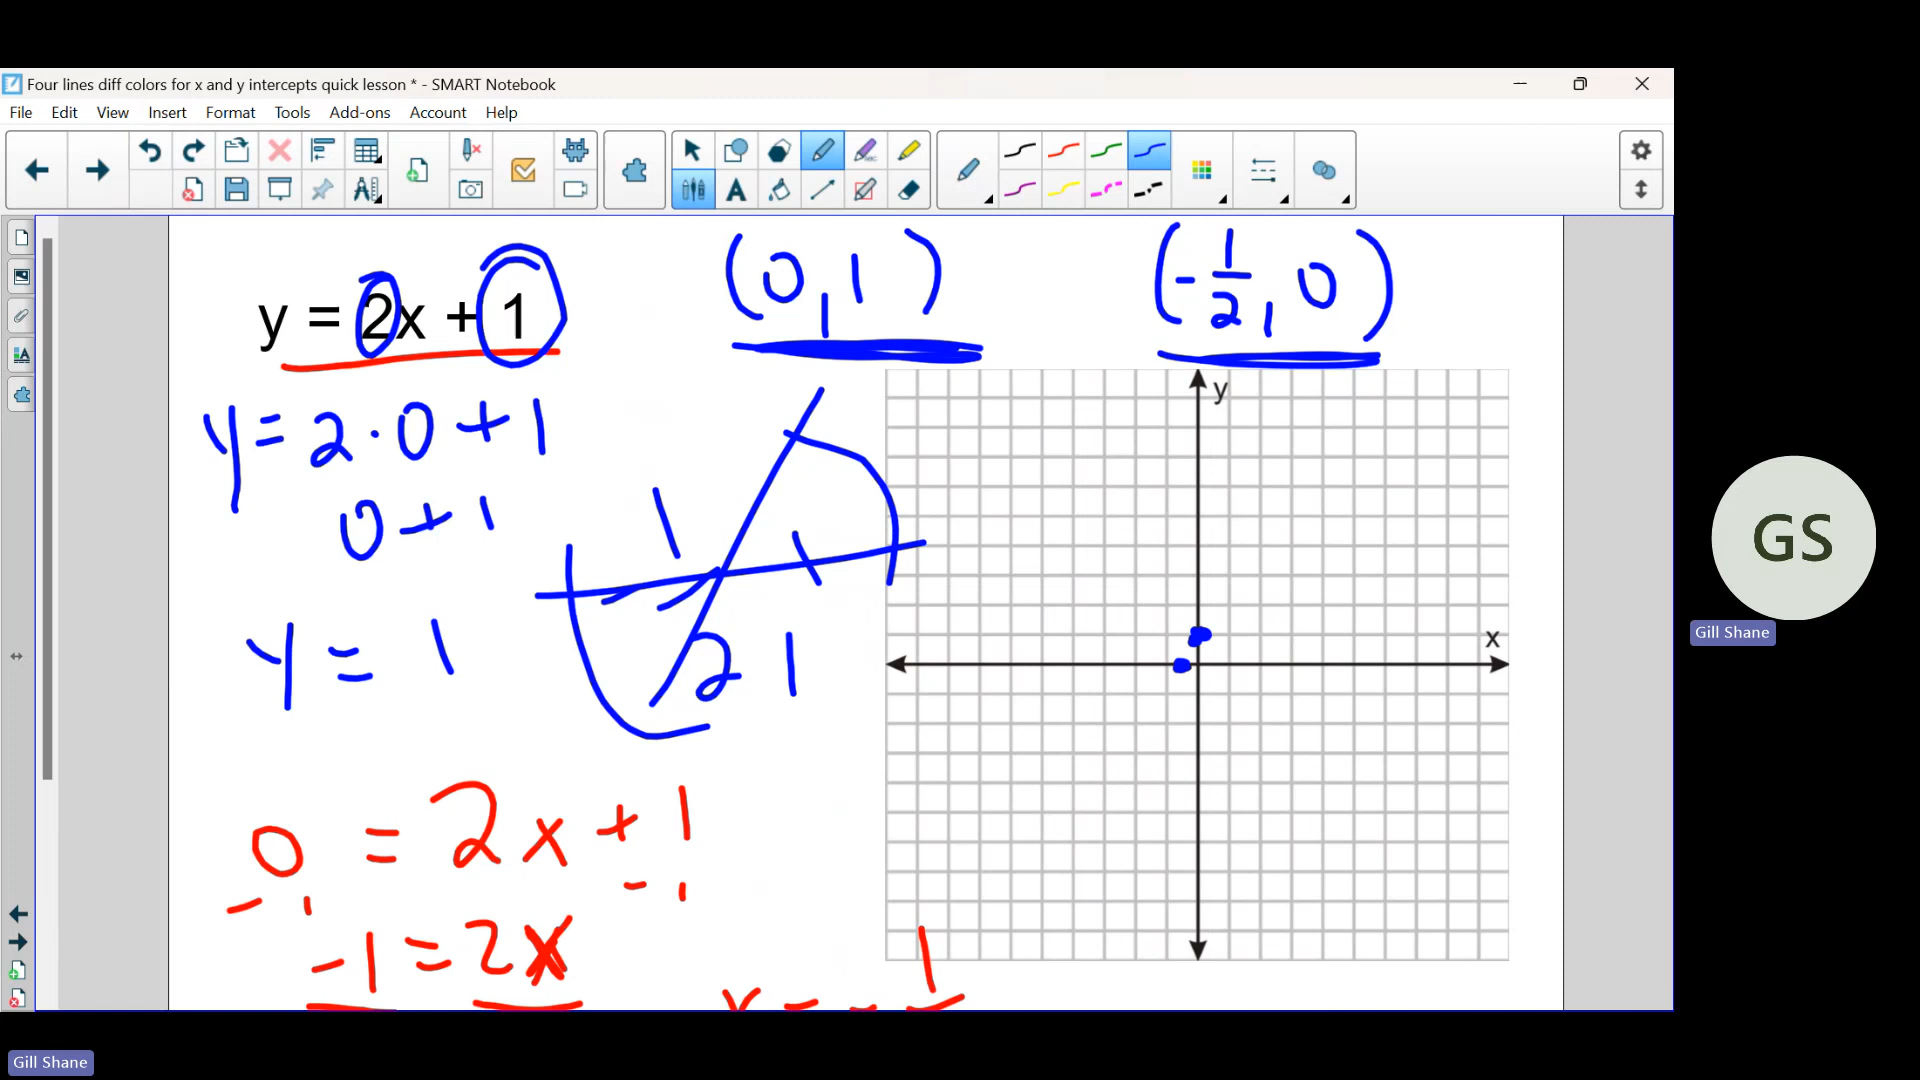 Four lines diff colors for x and y intercepts quick lesson * - SMART Notebook
File Edit View Insert Format Tools Add-ons Account Help
y = 2x + 1
(0, 1)
(-1/2, 0)
y = 2 · 0 + 1
0 + 1
y = 1
1 1
2 1
y
x
0 = 2x + 1
- 1 - 1
-1 = 2x
x = - 1
GS
Gill Shane
Gill Shane